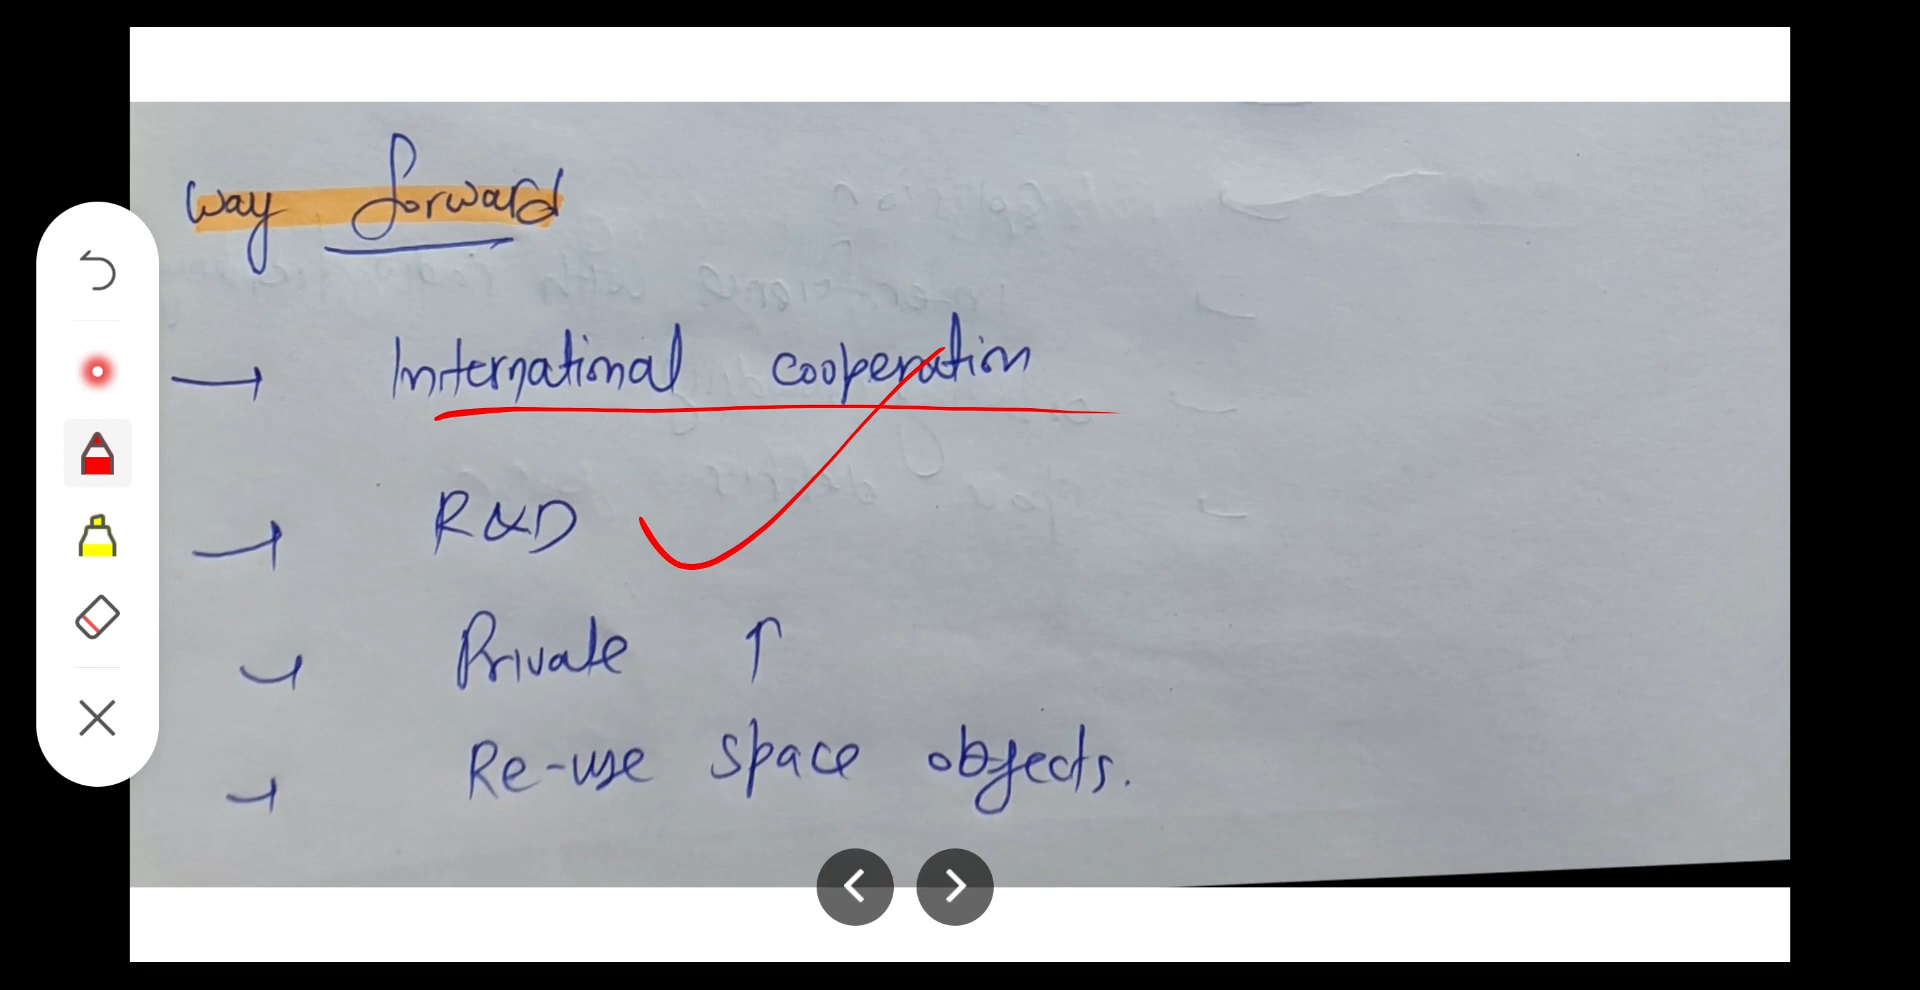 Way forward
→ International cooperation
→ R&D
→ Private ↑
→ Re-use space objects.